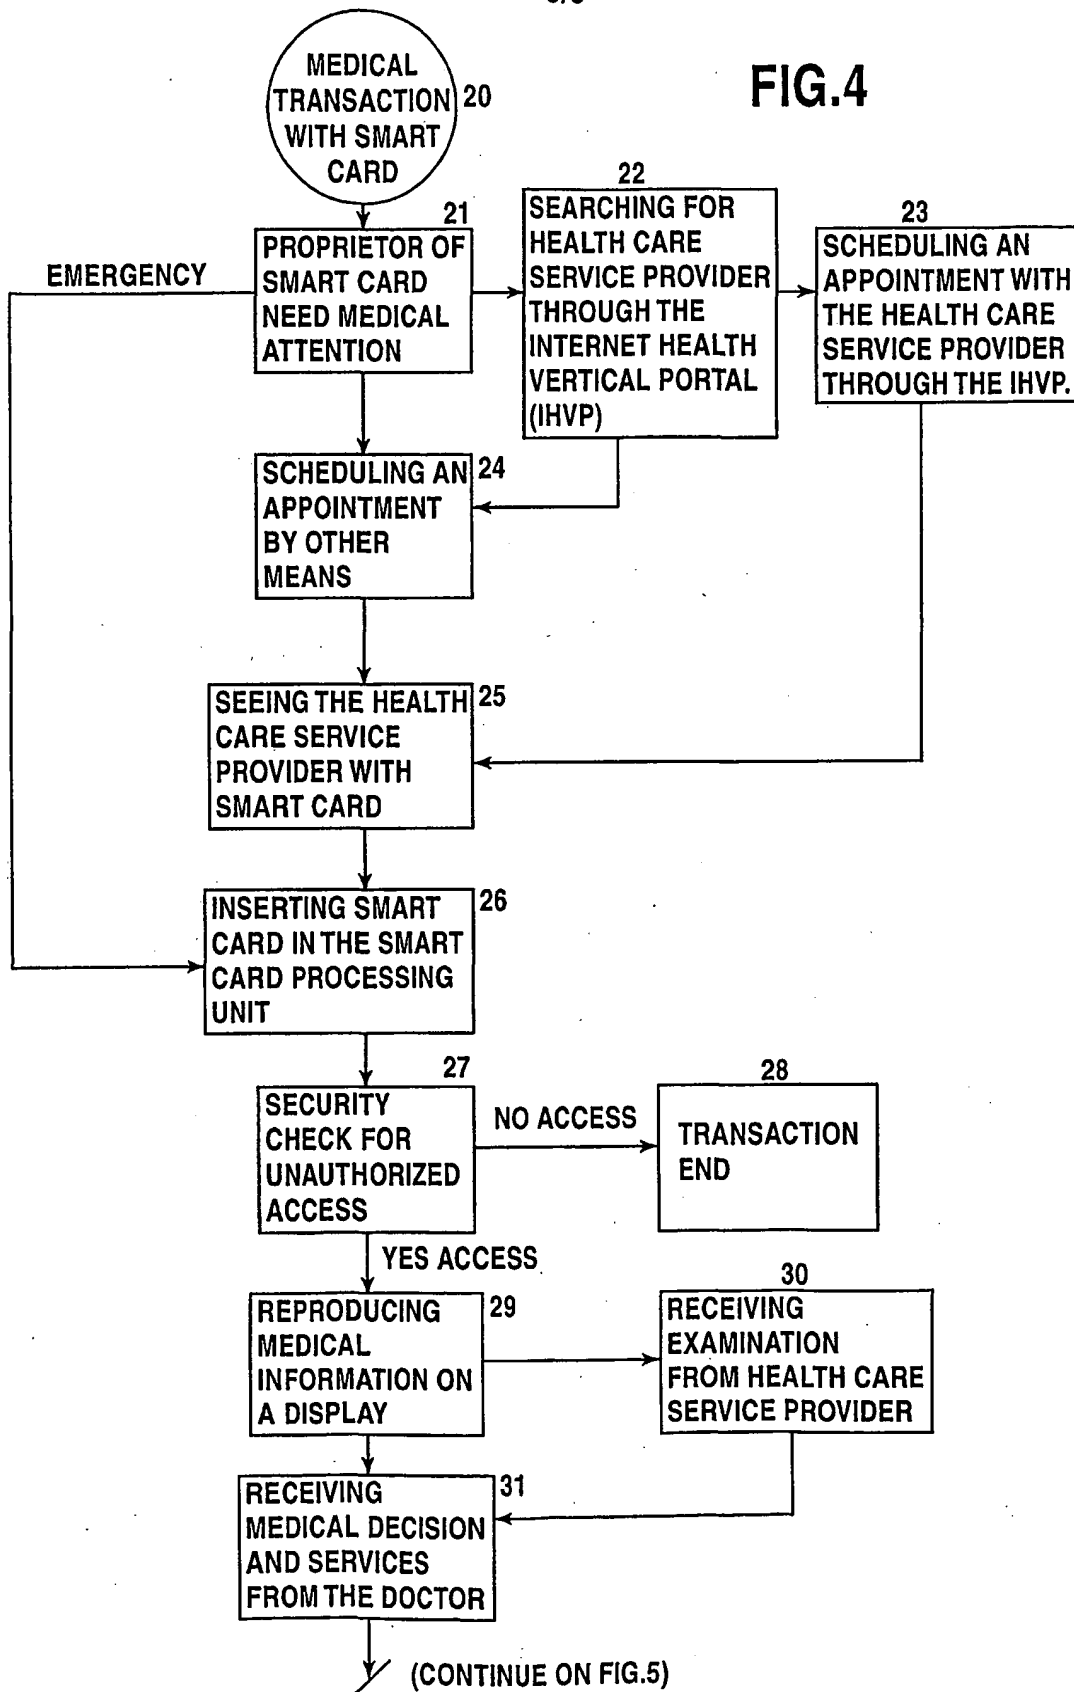 FIG.4
MEDICAL
TRANSACTION
WITH SMART
CARD
20
21
PROPRIETOR OF
SMART CARD
NEED MEDICAL
ATTENTION
EMERGENCY
22
SEARCHING FOR
HEALTH CARE
SERVICE PROVIDER
THROUGH THE
INTERNET HEALTH
VERTICAL PORTAL
(IHVP)
23
SCHEDULING AN
APPOINTMENT WITH
THE HEALTH CARE
SERVICE PROVIDER
THROUGH THE IHVP.
SCHEDULING AN
APPOINTMENT
BY OTHER
MEANS
24
SEEING THE HEALTH
CARE SERVICE
PROVIDER WITH
SMART CARD
25
INSERTING SMART
CARD IN THE SMART
CARD PROCESSING
UNIT
26
27
SECURITY
CHECK FOR
UNAUTHORIZED
ACCESS
NO ACCESS
28
TRANSACTION
END
YES ACCESS
REPRODUCING
MEDICAL
INFORMATION ON
A DISPLAY
29
30
RECEIVING
EXAMINATION
FROM HEALTH CARE
SERVICE PROVIDER
RECEIVING
MEDICAL DECISION
AND SERVICES
FROM THE DOCTOR
31
(CONTINUE ON FIG.5)